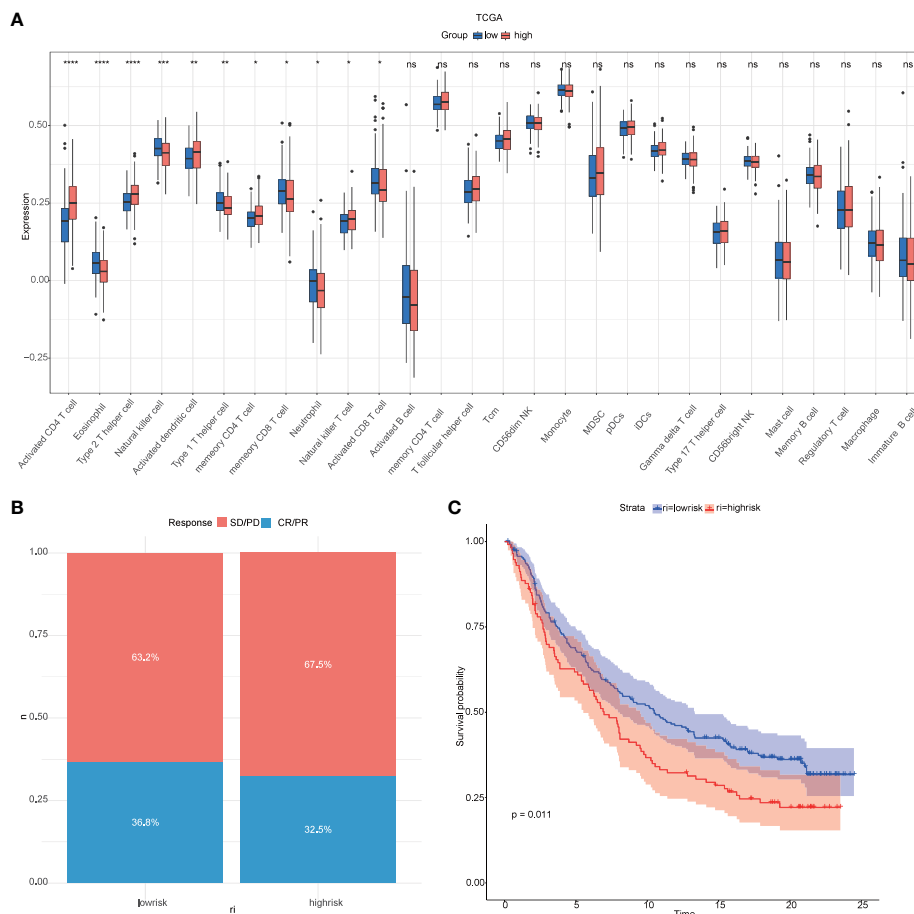 A
TCGA
Group low high
**** **** **** *** ** ** * * * * * ns ns ns ns ns ns ns ns ns ns ns ns ns ns ns ns ns
Expression
0.50
0.25
0.00
−0.25
Activated CD4 T cell
Eosinophil
Type 2 T helper cell
Natural killer cell
Activated dendritic cell
Type 1 T helper cell
memeory CD4 T cell
memeory CD8 T cell
Neutrophil
Natural killer T cell
Activated CD8 T cell
Activated B cell
memory CD4 T cell
T follicular helper cell
Tcm
CD56dim NK
Monocyte
MDSC
pDCs
iDCs
Gamma delta T cell
Type 17 T helper cell
CD56bright NK
Mast cell
Memory B cell
Regulatory T cell
Macrophage
Immature B cell
B
Response SD/PD CR/PR
n
1.00
0.75
0.50
0.25
0.00
63.2%
67.5%
36.8%
32.5%
lowrisk highrisk
ri
C
Strata ri=lowrisk ri=highrisk
Survival probability
1.00
0.75
0.50
0.25
0.00
p = 0.011
0 5 10 15 20 25
Time